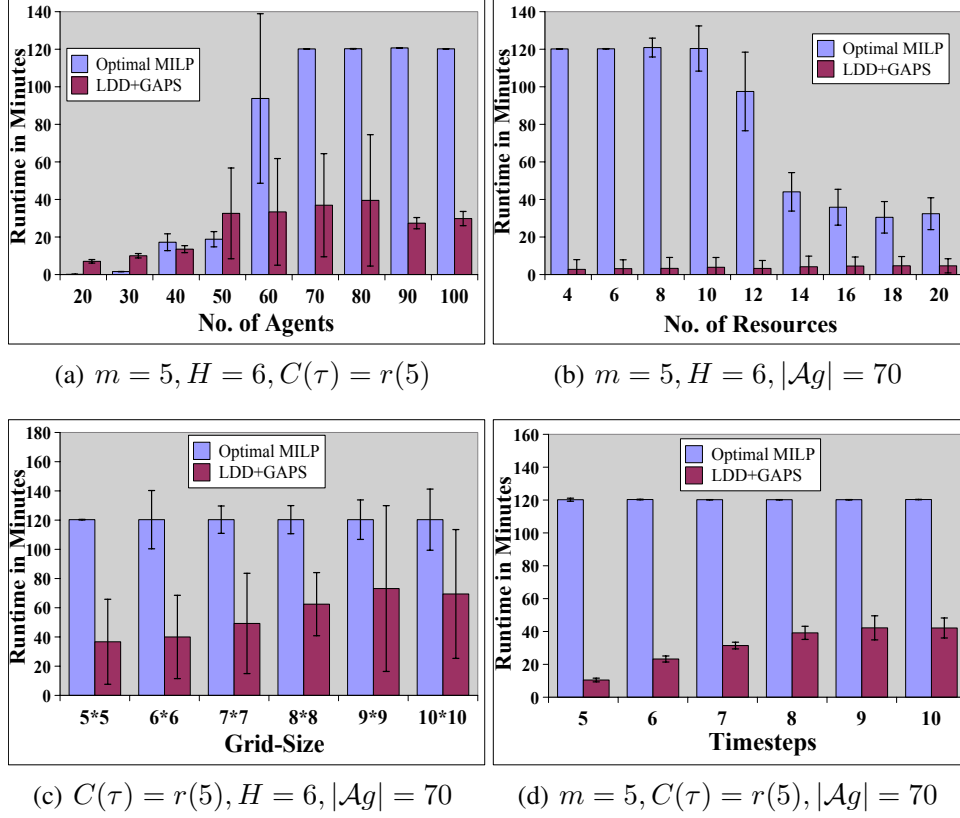 140
120
100
80
60
40
20
0
Runtime in Minutes
Optimal MILP
LDD+GAPS
20 30 40 50 60 70 80 90 100
No. of Agents
(a) m = 5, H = 6, C(τ) = r(5)
140
120
100
80
60
40
20
0
Runtime in Minutes
Optimal MILP
LDD+GAPS
4 6 8 10 12 14 16 18 20
No. of Resources
(b) m = 5, H = 6, |Ag| = 70
180
160
140
120
100
80
60
40
20
0
Runtime in Minutes
Optimal MILP
LDD+GAPS
5*5 6*6 7*7 8*8 9*9 10*10
Grid-Size
(c) C(τ) = r(5), H = 6, |Ag| = 70
160
140
120
100
80
60
40
20
0
Runtime in Minutes
Optimal MILP
LDD+GAPS
5 6 7 8 9 10
Timesteps
(d) m = 5, C(τ) = r(5), |Ag| = 70